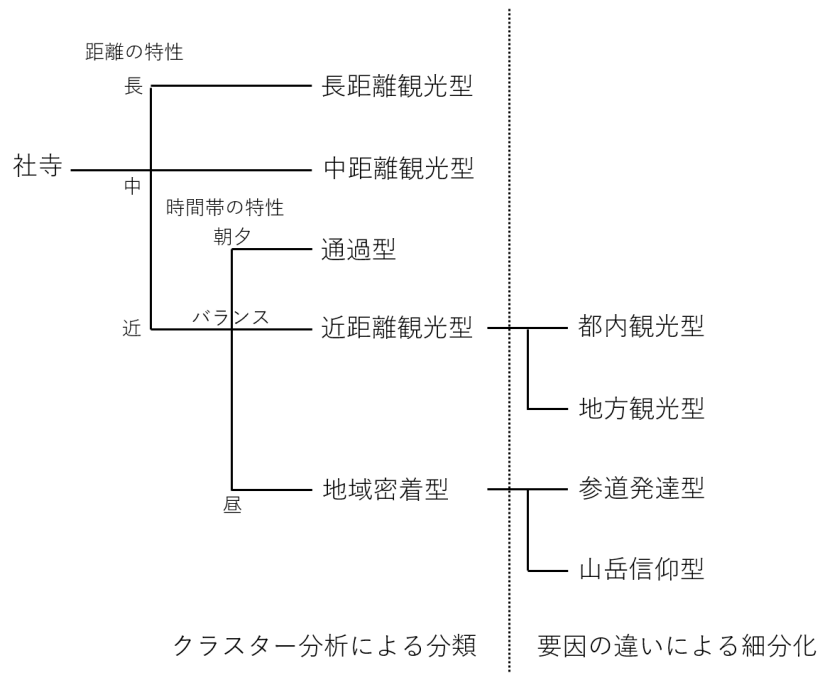 距離の特性
長
長距離観光型
社寺
中
中距離観光型
時間帯の特性
朝夕
通過型
近
バランス
近距離観光型
都内観光型
地方観光型
昼
地域密着型
参道発達型
山岳信仰型
クラスター分析による分類
要因の違いによる細分化